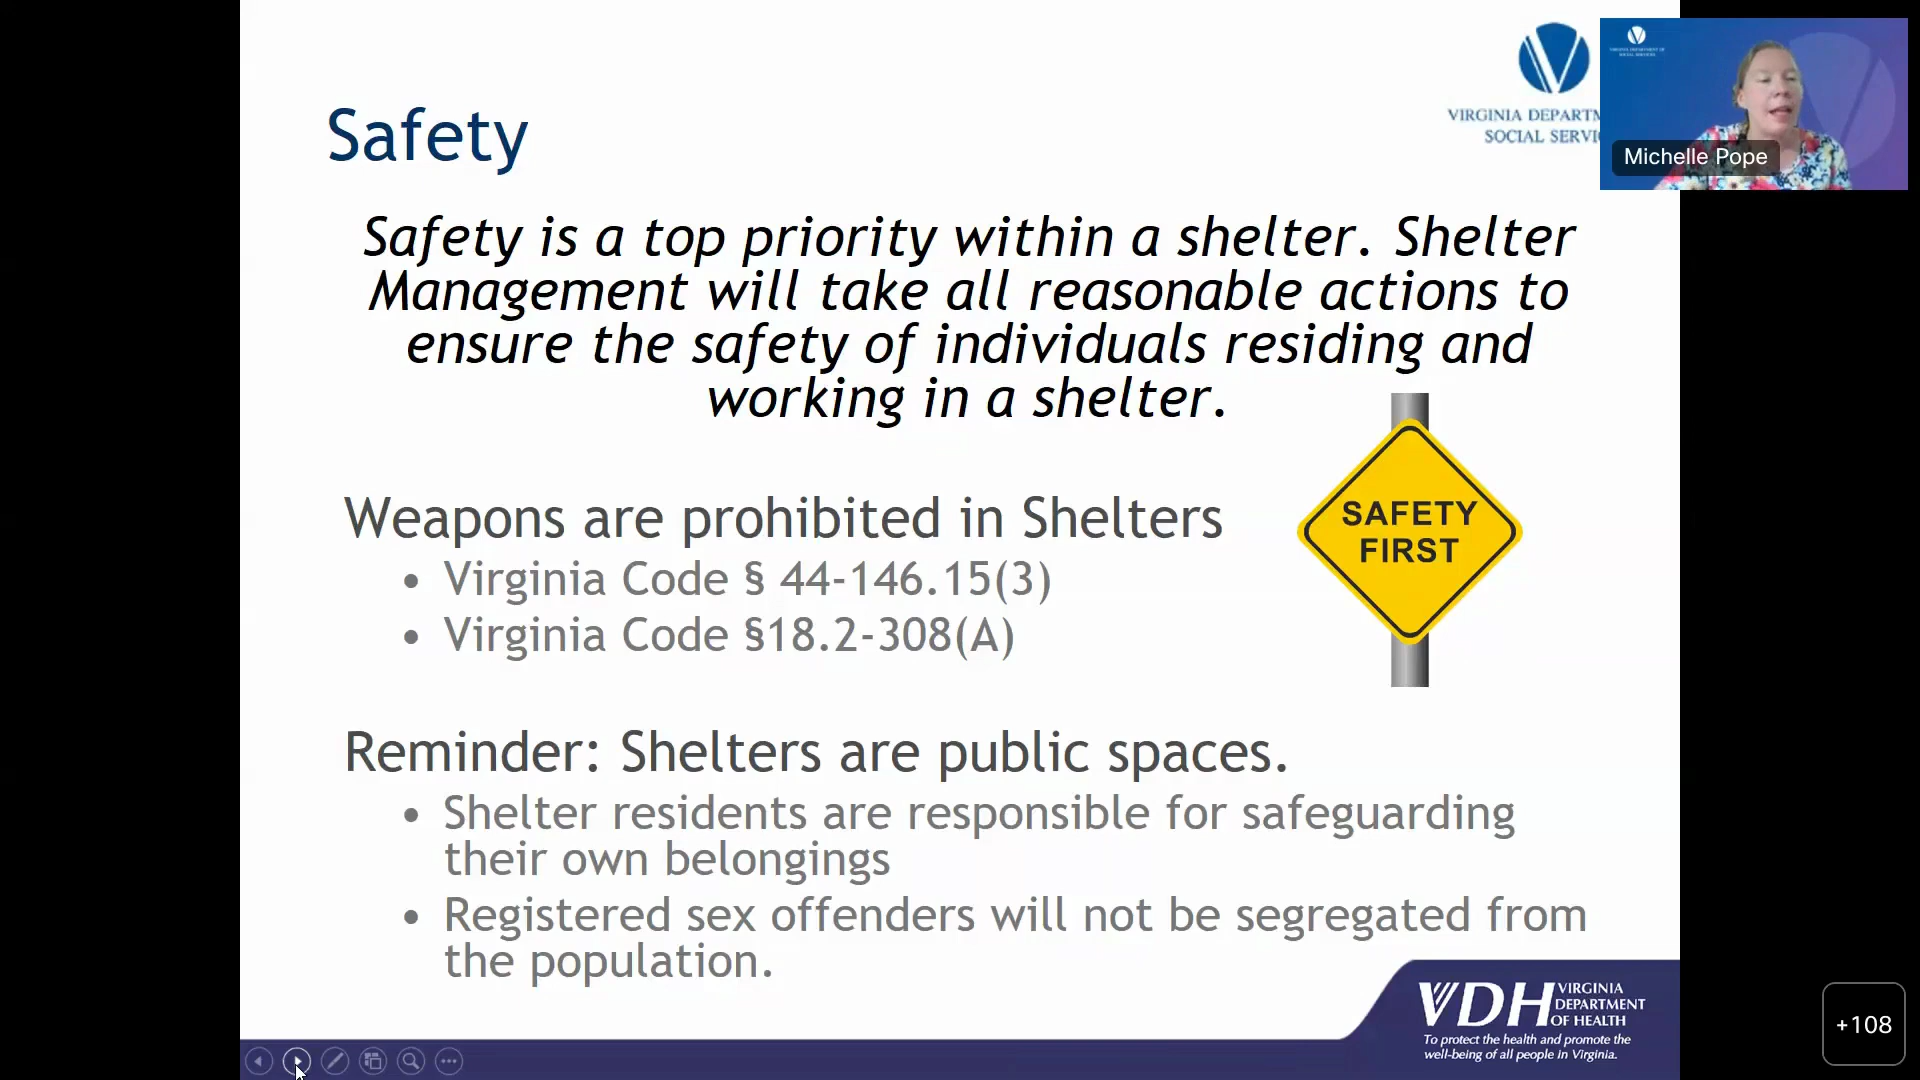 VIRGINIA DEPARTM
SOCIAL SERVI
VIRGINIA DEPARTMENT OF
SOCIAL SERVICES
Michelle Pope
Safety
Safety is a top priority within a shelter. Shelter
Management will take all reasonable actions to
ensure the safety of individuals residing and
working in a shelter.
Weapons are prohibited in Shelters
• Virginia Code § 44-146.15(3)
• Virginia Code §18.2-308(A)
SAFETY
FIRST
Reminder: Shelters are public spaces.
• Shelter residents are responsible for safeguarding
their own belongings
• Registered sex offenders will not be segregated from
the population.
VDH VIRGINIA
DEPARTMENT
OF HEALTH
To protect the health and promote the
well-being of all people in Virginia.
+108